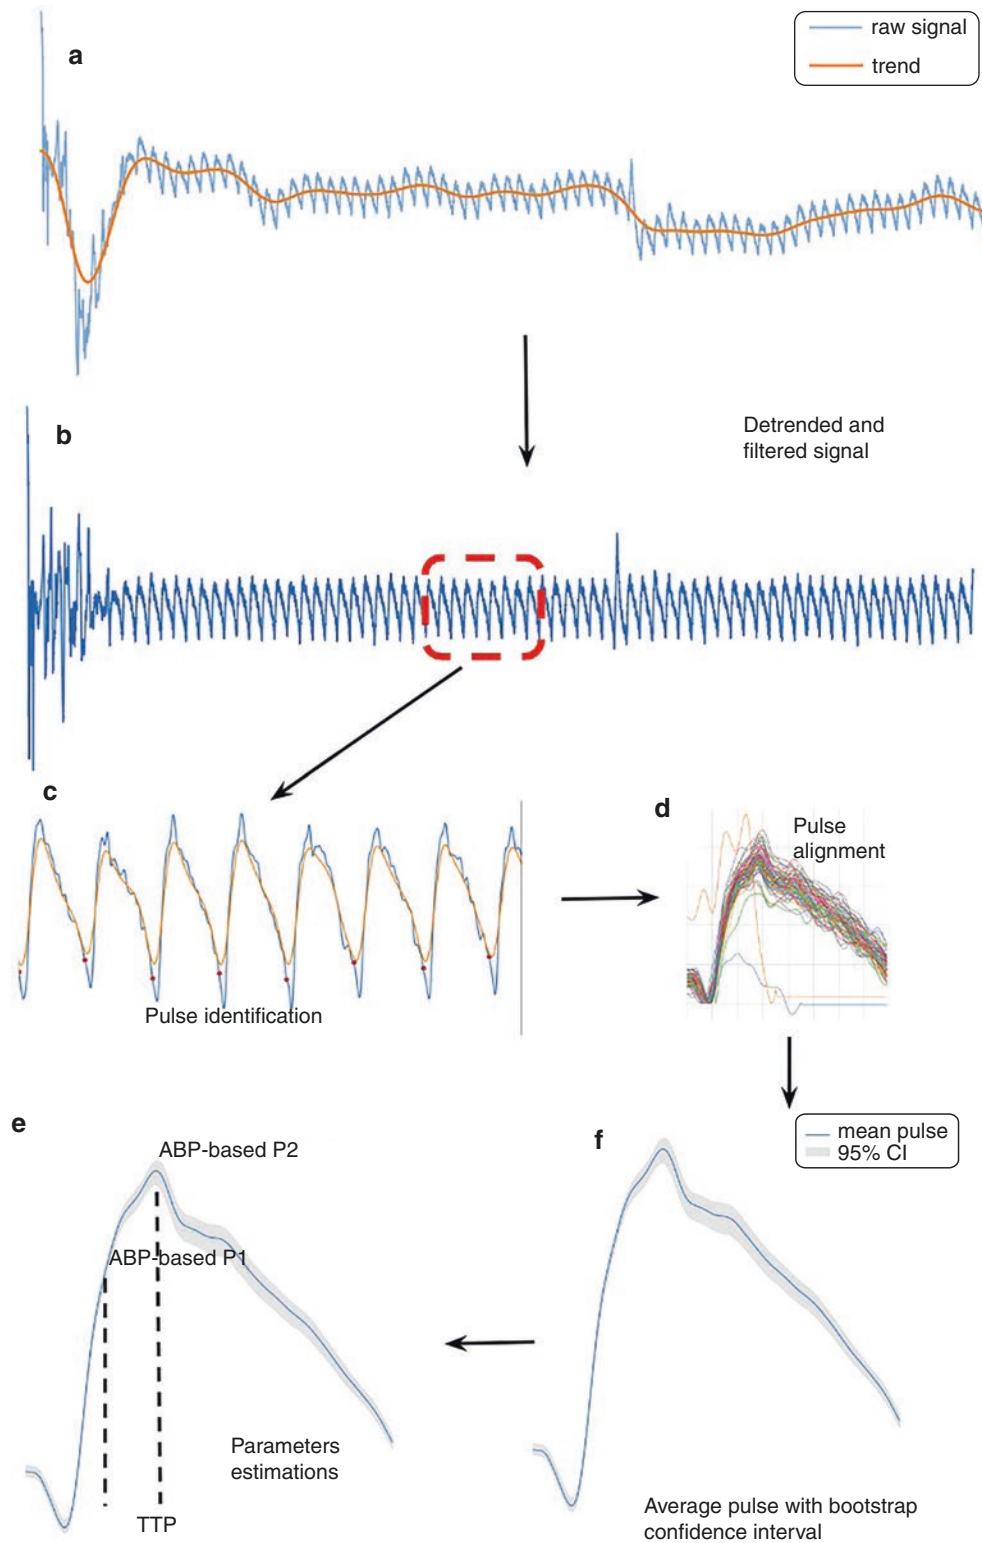 a
raw signal
trend
b
Detrended and
filtered signal
c
Pulse identification
d
Pulse
alignment
e
ABP-based P2
ABP-based P1
TTP
Parameters
estimations
f
mean pulse
95% CI
Average pulse with bootstrap
confidence interval